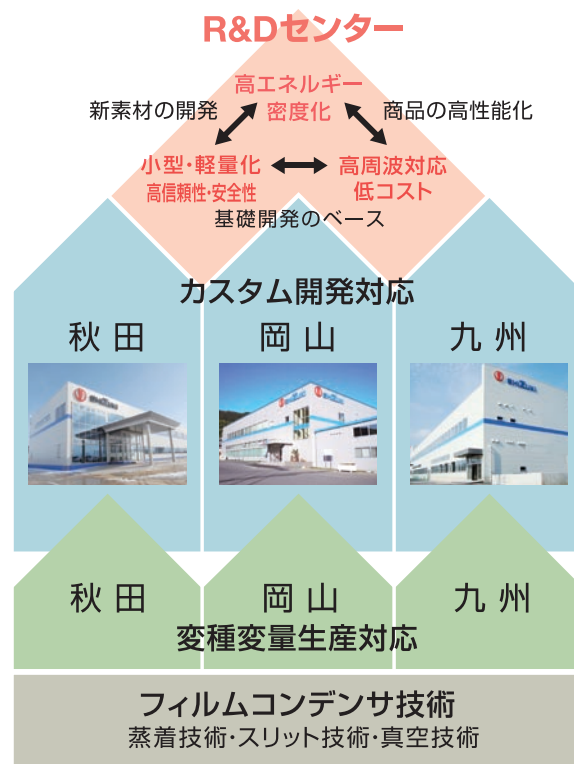 R&Dセンター
高エネルギー
密度化
新素材の開発
商品の高性能化
小型・軽量化
高信頼性・安全性
高周波対応
低コスト
基礎開発のベース
カスタム開発対応
秋田 岡山 九州
秋田 岡山 九州
変種変量生産対応
フィルムコンデンサ技術
蒸着技術・スリット技術・真空技術